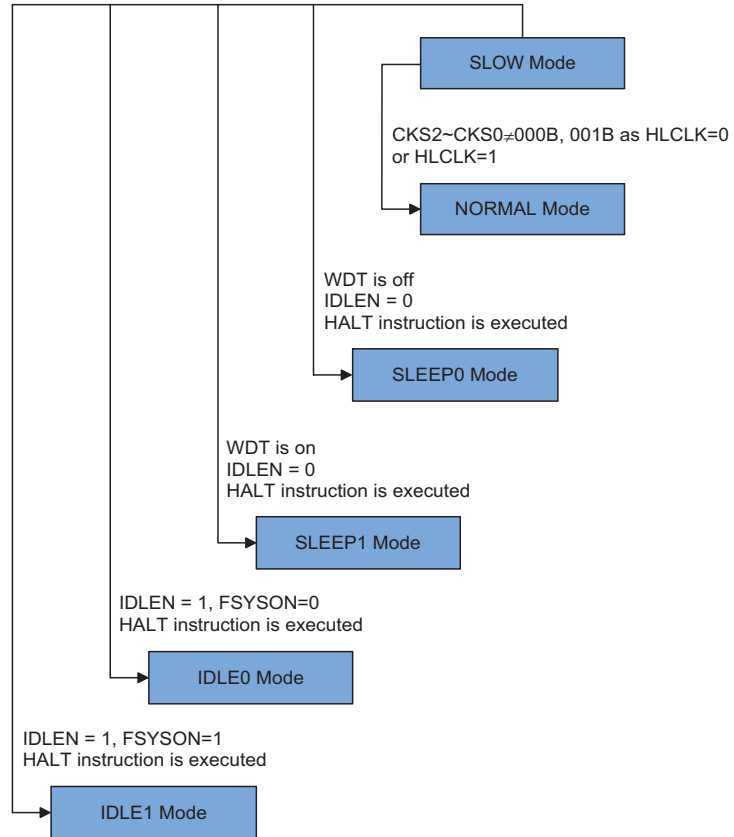 SLOW Mode
CKS2~CKS0≠000B, 001B as HLCLK=0
or HLCLK=1
NORMAL Mode
WDT is off
IDLEN = 0
HALT instruction is executed
SLEEP0 Mode
WDT is on
IDLEN = 0
HALT instruction is executed
SLEEP1 Mode
IDLEN = 1, FSYSON=0
HALT instruction is executed
IDLE0 Mode
IDLEN = 1, FSYSON=1
HALT instruction is executed
IDLE1 Mode